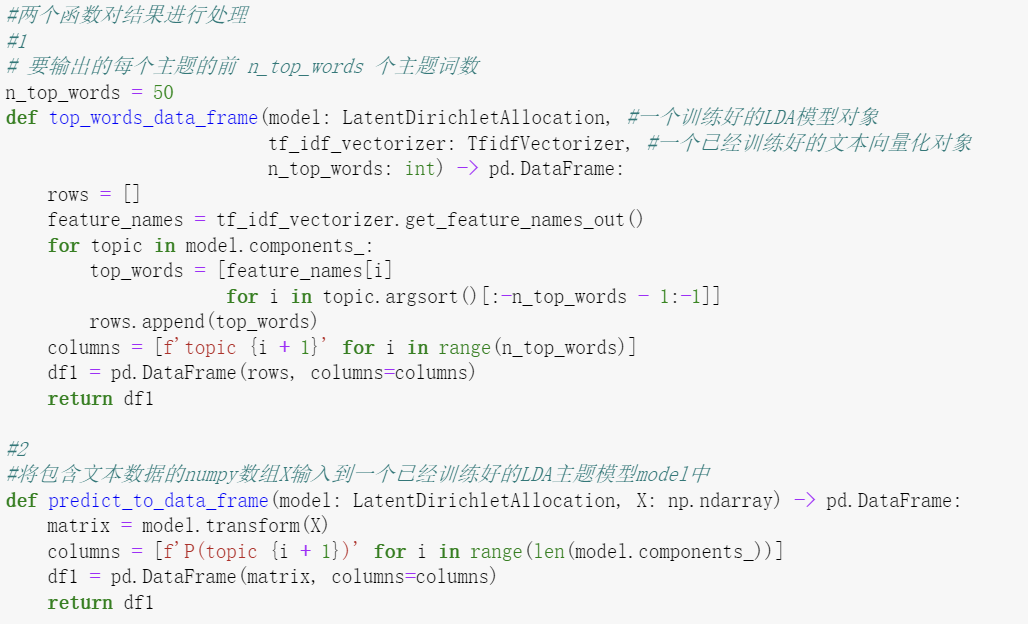 #两个函数对结果进行处理
#1
# 要输出的每个主题的前 n_top_words 个主题词数
n_top_words = 50
def top_words_data_frame(model: LatentDirichletAllocation, #一个训练好的LDA模型对象
                         tf_idf_vectorizer: TfidfVectorizer, #一个已经训练好的文本向量化对象
                         n_top_words: int) -> pd.DataFrame:
    rows = []
    feature_names = tf_idf_vectorizer.get_feature_names_out()
    for topic in model.components_:
        top_words = [feature_names[i]
                     for i in topic.argsort()[:-n_top_words - 1:-1]]
        rows.append(top_words)
    columns = [f'topic {i + 1}' for i in range(n_top_words)]
    df1 = pd.DataFrame(rows, columns=columns)
    return df1

#2
#将包含文本数据的numpy数组X输入到一个已经训练好的LDA主题模型model中
def predict_to_data_frame(model: LatentDirichletAllocation, X: np.ndarray) -> pd.DataFrame:
    matrix = model.transform(X)
    columns = [f'P(topic {i + 1})' for i in range(len(model.components_))]
    df1 = pd.DataFrame(matrix, columns=columns)
    return df1